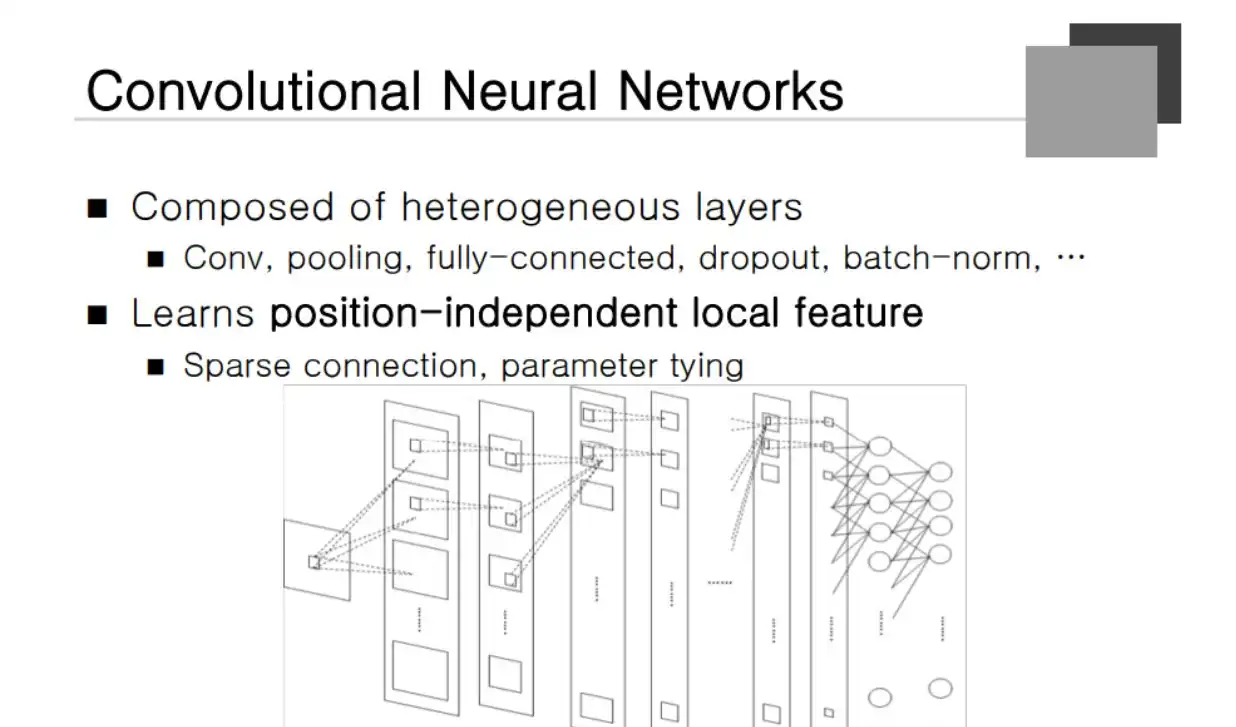 Convolutional Neural Networks
■ Composed of heterogeneous layers
■ Conv, pooling, fully-connected, dropout, batch-norm, ⋯
■ Learns position-independent local feature
■ Sparse connection, parameter tying